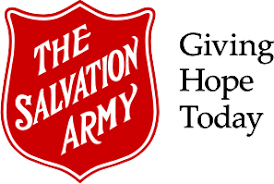 THE
SALVATION
ARMY
Giving
Hope
Today